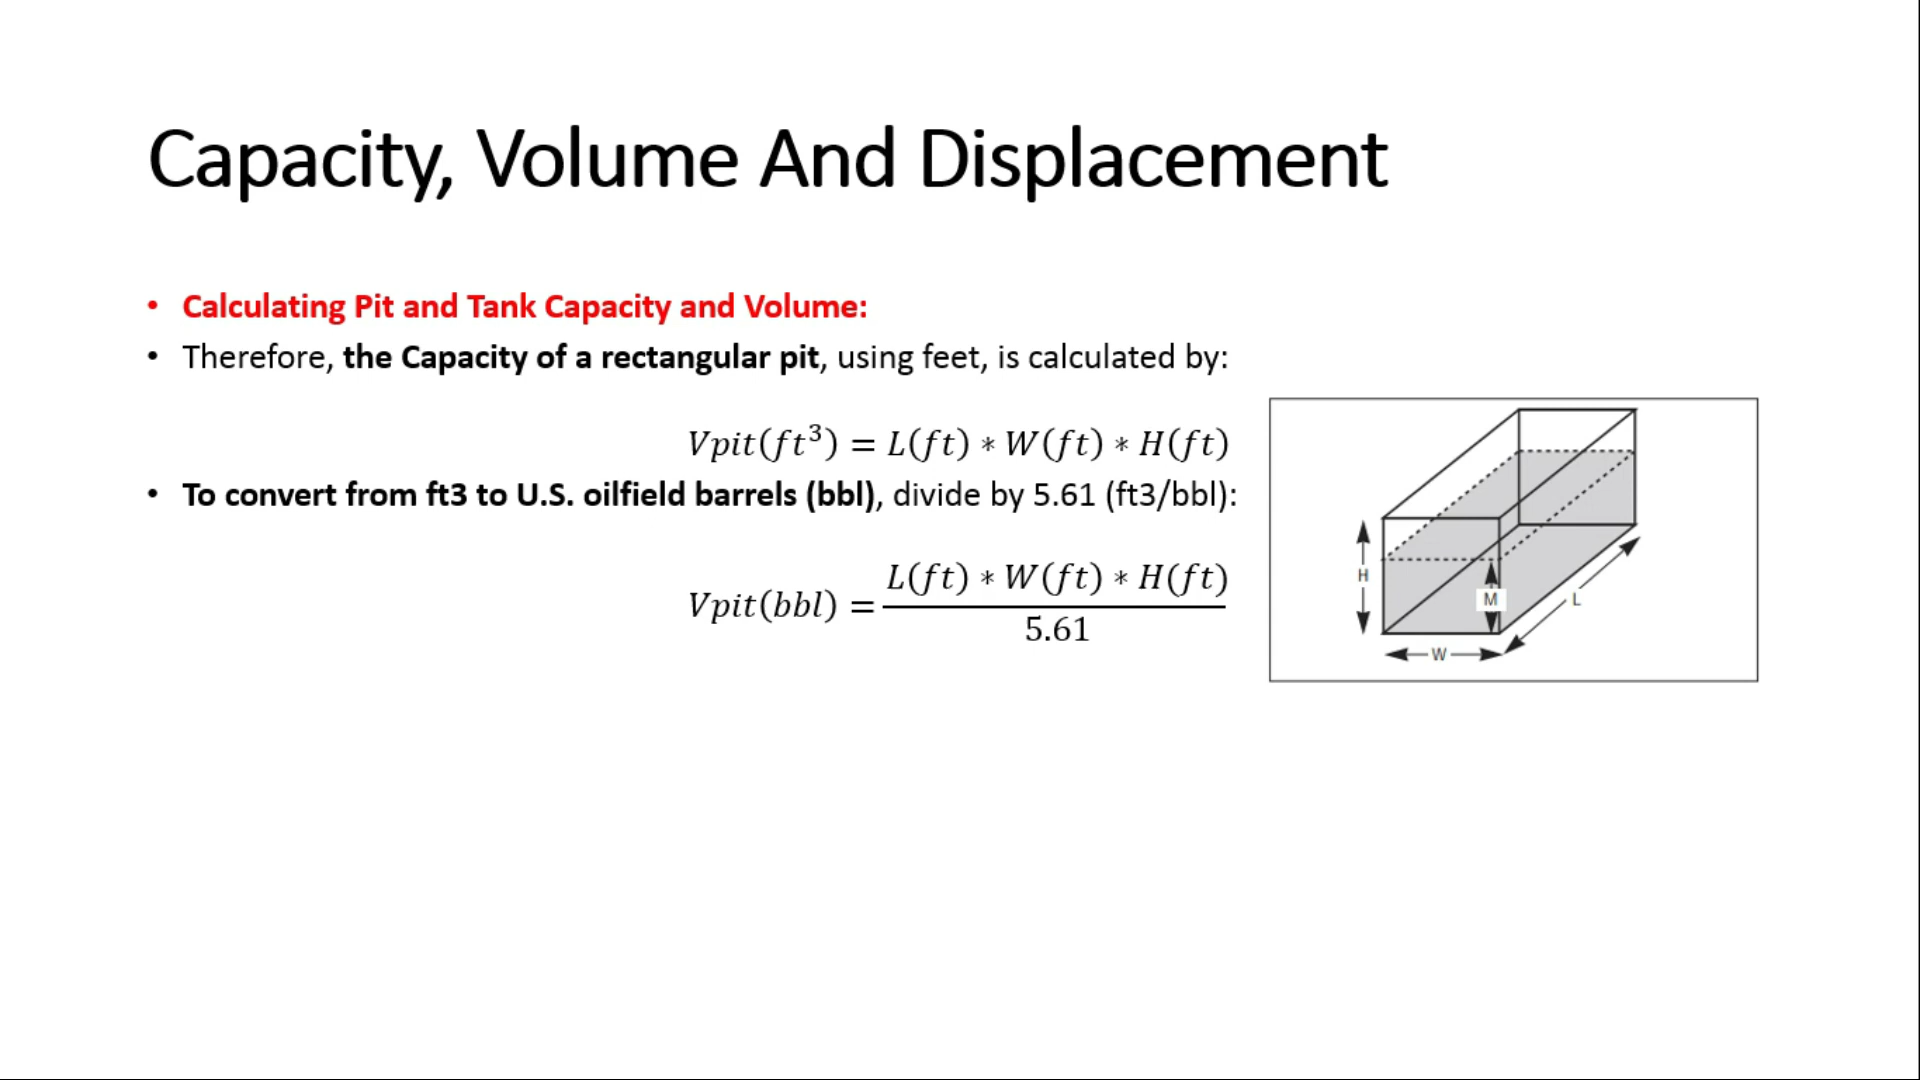 Capacity, Volume And Displacement
• Calculating Pit and Tank Capacity and Volume:
• Therefore, the Capacity of a rectangular pit, using feet, is calculated by:
Vpit(ft³) = L(ft) ∗ W(ft) ∗ H(ft)
• To convert from ft3 to U.S. oilfield barrels (bbl), divide by 5.61 (ft3/bbl):
L(ft) ∗ W(ft) ∗ H(ft)
Vpit(bbl) =
5.61
H
M
L
W